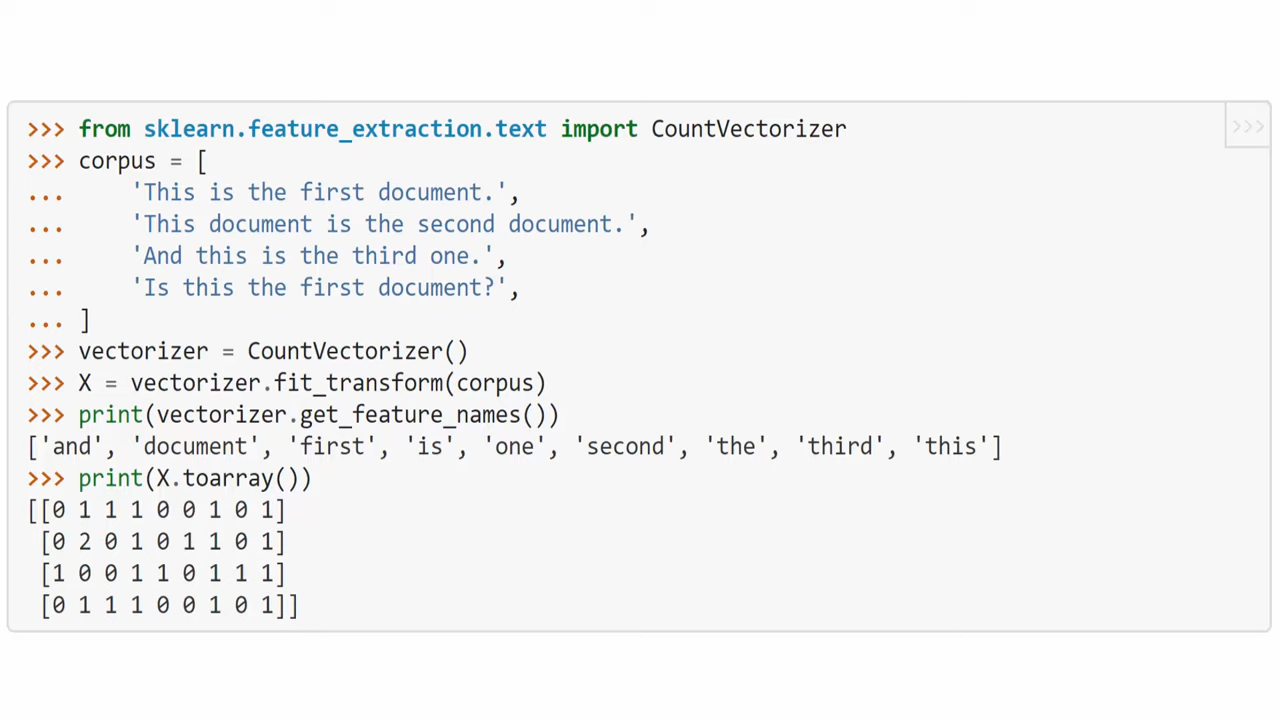 >>> from sklearn.feature_extraction.text import CountVectorizer
>>>
>>> corpus = [
...     'This is the first document.',
...     'This document is the second document.',
...     'And this is the third one.',
...     'Is this the first document?',
... ]
>>> vectorizer = CountVectorizer()
>>> X = vectorizer.fit_transform(corpus)
>>> print(vectorizer.get_feature_names())
['and', 'document', 'first', 'is', 'one', 'second', 'the', 'third', 'this']
>>> print(X.toarray())
[[0 1 1 1 0 0 1 0 1]
 [0 2 0 1 0 1 1 0 1]
 [1 0 0 1 1 0 1 1 1]
 [0 1 1 1 0 0 1 0 1]]